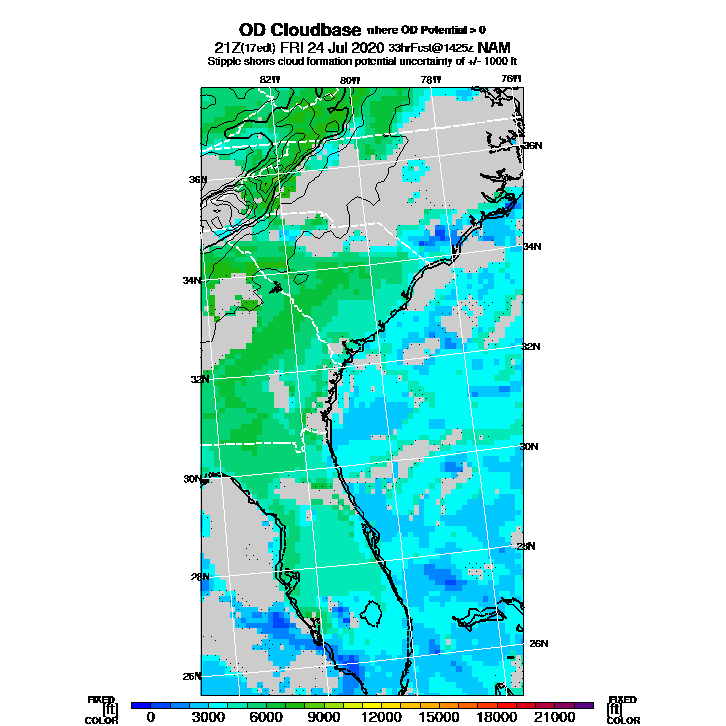 OD Cloudbase where OD Potential > 0
21Z(17edt) FRI 24 Jul 2020 33hrFcst@1425z NAM
Stipple shows cloud formation potential uncertainty of +/- 1000 ft
82W 80W 78W 76W
36N
36N
34N
34N
32N
32N
30N
30N
28N
28N
26N
26N
FIXED [ft] COLOR
0 3000 6000 9000 12000 15000 18000 21000
FIXED [ft] COLOR